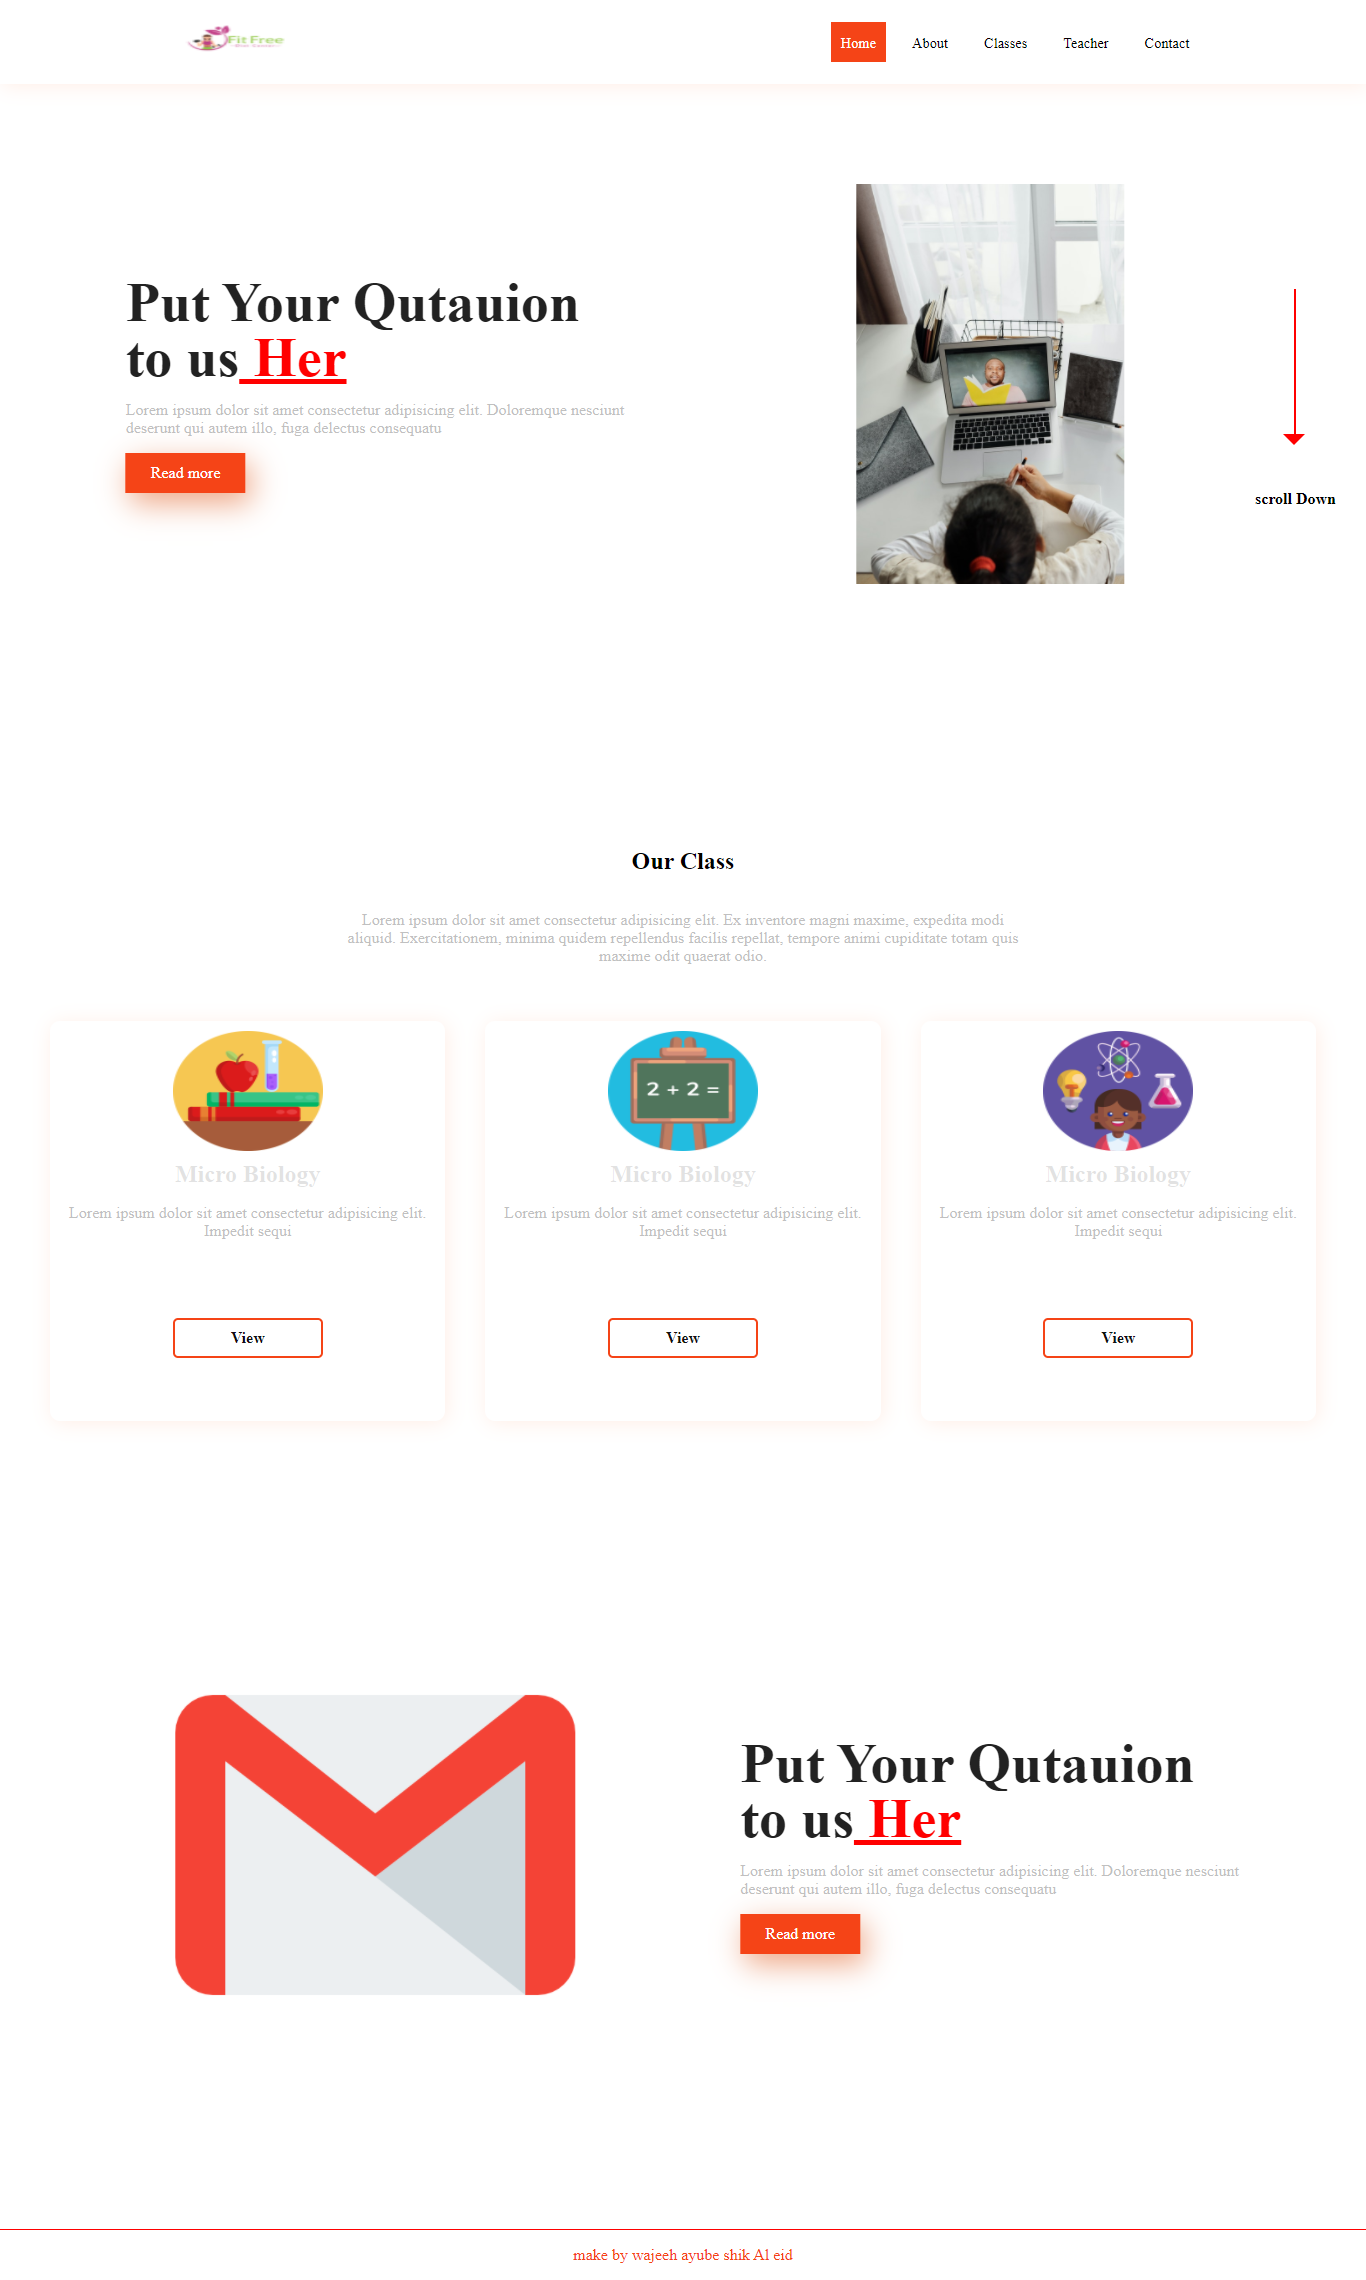 Fit Free
Home
About
Classes
Teacher
Contact
Put Your Qutauion
to us Her
Lorem ipsum dolor sit amet consectetur adipisicing elit. Doloremque nesciunt
deserunt qui autem illo, fuga delectus consequatu
Read more
scroll Down
Our Class
Lorem ipsum dolor sit amet consectetur adipisicing elit. Ex inventore magni maxime, expedita modi
aliquid. Exercitationem, minima quidem repellendus facilis repellat, tempore animi cupiditate totam quis
maxime odit quaerat odio.
Micro Biology
Lorem ipsum dolor sit amet consectetur adipisicing elit.
Impedit sequi
View
2 + 2 =
Micro Biology
Lorem ipsum dolor sit amet consectetur adipisicing elit.
Impedit sequi
View
Micro Biology
Lorem ipsum dolor sit amet consectetur adipisicing elit.
Impedit sequi
View
Put Your Qutauion
to us Her
Lorem ipsum dolor sit amet consectetur adipisicing elit. Doloremque nesciunt
deserunt qui autem illo, fuga delectus consequatu
Read more
make by wajeeh ayube shik Al eid